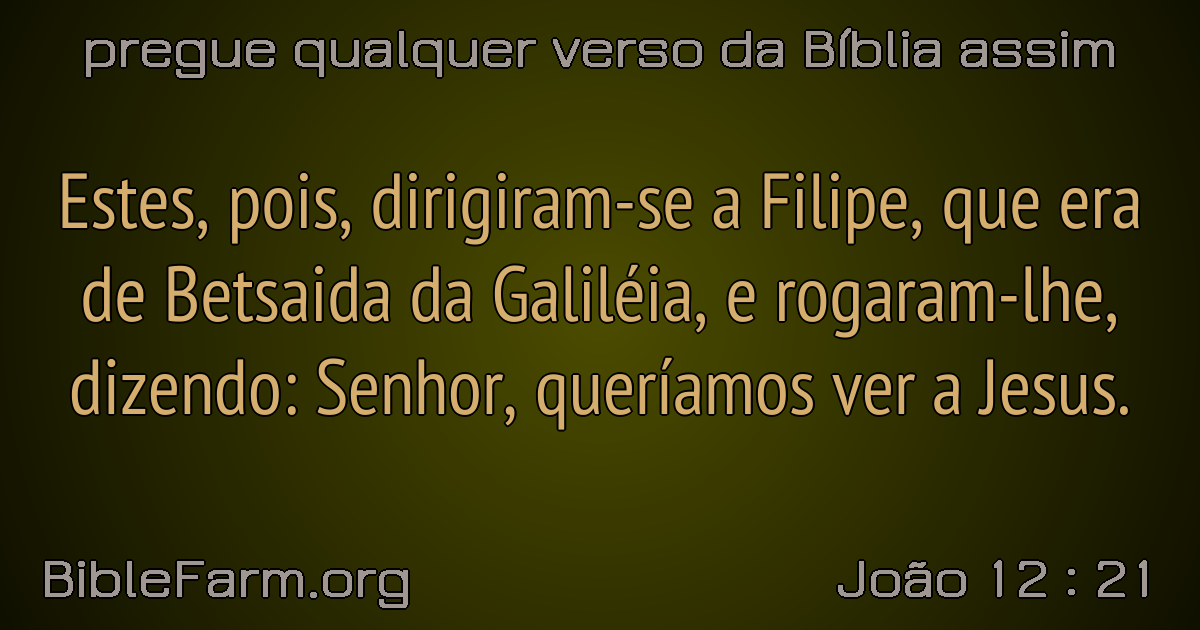 pregue qualquer verso da Bíblia assim
Estes, pois, dirigiram-se a Filipe, que era
de Betsaida da Galiléia, e rogaram-lhe,
dizendo: Senhor, queríamos ver a Jesus.
BibleFarm.org
João 12 : 21